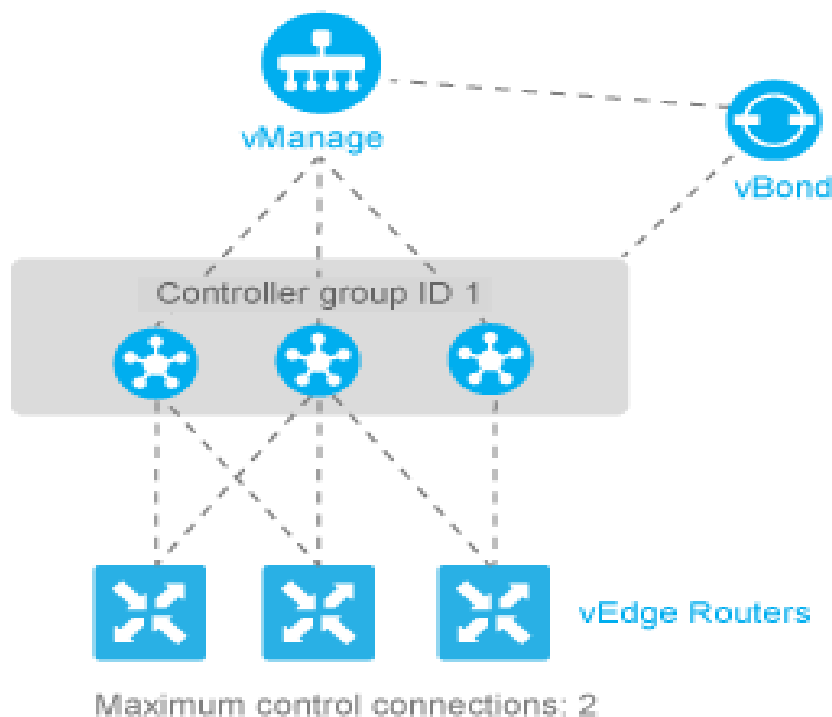 vManage
vBond
Controller group ID 1
vEdge Routers
Maximum control connections: 2